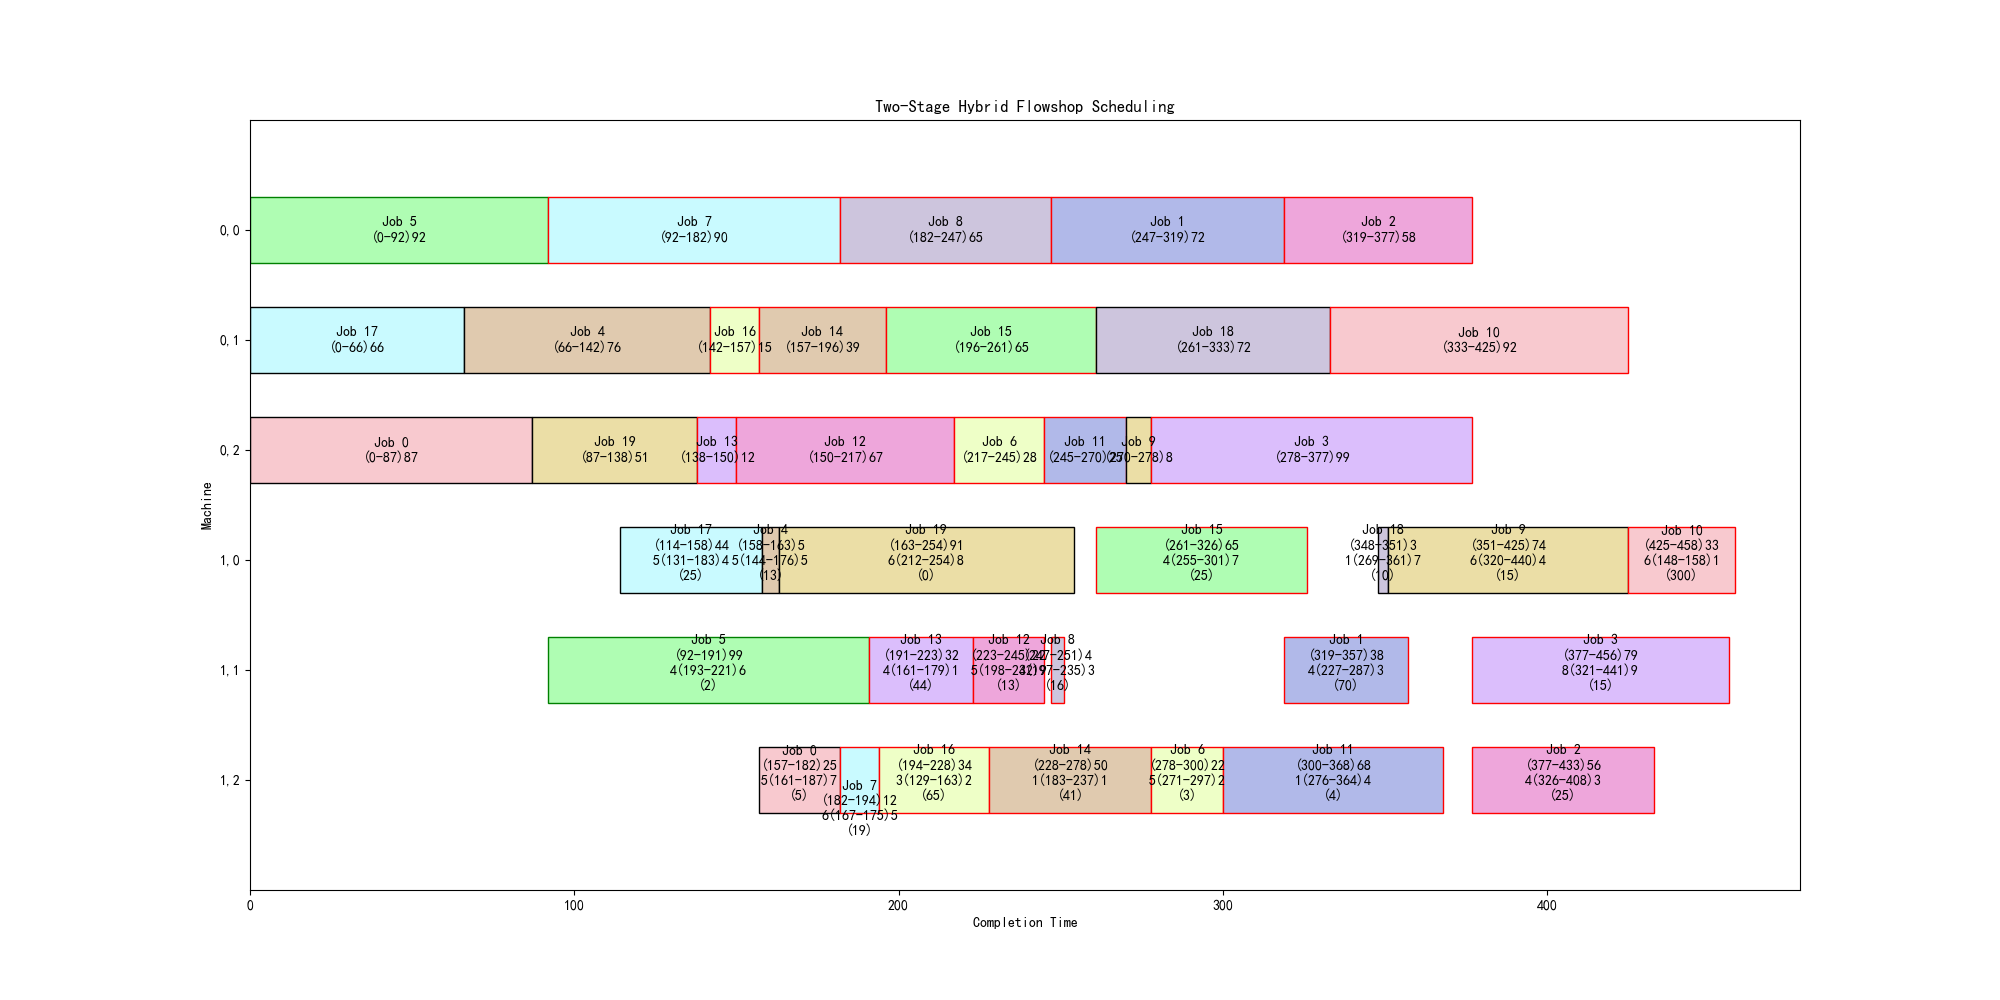 Two-Stage Hybrid Flowshop Scheduling
0,0
Job 5
(0-92)92
Job 7
(92-182)90
Job 8
(182-247)65
Job 1
(247-319)72
Job 2
(319-377)58
0,1
Job 17
(0-66)66
Job 4
(66-142)76
Job 16
(142-157)15
Job 14
(157-196)39
Job 15
(196-261)65
Job 18
(261-333)72
Job 10
(333-425)92
0,2
Job 0
(0-87)87
Job 19
(87-138)51
Job 13
(138-150)12
Job 12
(150-217)67
Job 6
(217-245)28
Job 11
(245-270)25
Job 9
(270-278)8
Job 3
(278-377)99
Machine
1,0
Job 17
(114-158)44
5(131-183)4
(25)
Job 4
(158-163)5
5(144-176)5
(13)
Job 19
(163-254)91
6(212-254)8
(0)
Job 15
(261-326)65
4(255-301)7
(25)
Job 18
(348-351)3
1(269-361)7
(10)
Job 9
(351-425)74
6(320-440)4
(15)
Job 10
(425-458)33
6(148-158)1
(300)
1,1
Job 5
(92-191)99
4(193-221)6
(2)
Job 13
(191-223)32
4(161-179)1
(44)
Job 12
(223-245)22
(13)
Job 8
(247-251)4
(16)
Job 1
(319-357)38
4(227-287)3
(70)
Job 3
(377-456)79
8(321-441)9
(15)
1,2
Job 0
(157-182)25
5(161-187)7
(5)
Job 7
(182-194)12
6(167-175)5
(19)
Job 16
(194-228)34
3(129-163)2
(65)
Job 14
(228-278)50
1(183-237)1
(41)
Job 6
(278-300)22
5(271-297)2
(3)
Job 11
(300-368)68
1(276-364)4
(4)
Job 2
(377-433)56
4(326-408)3
(25)
0
100
200
300
400
Completion Time